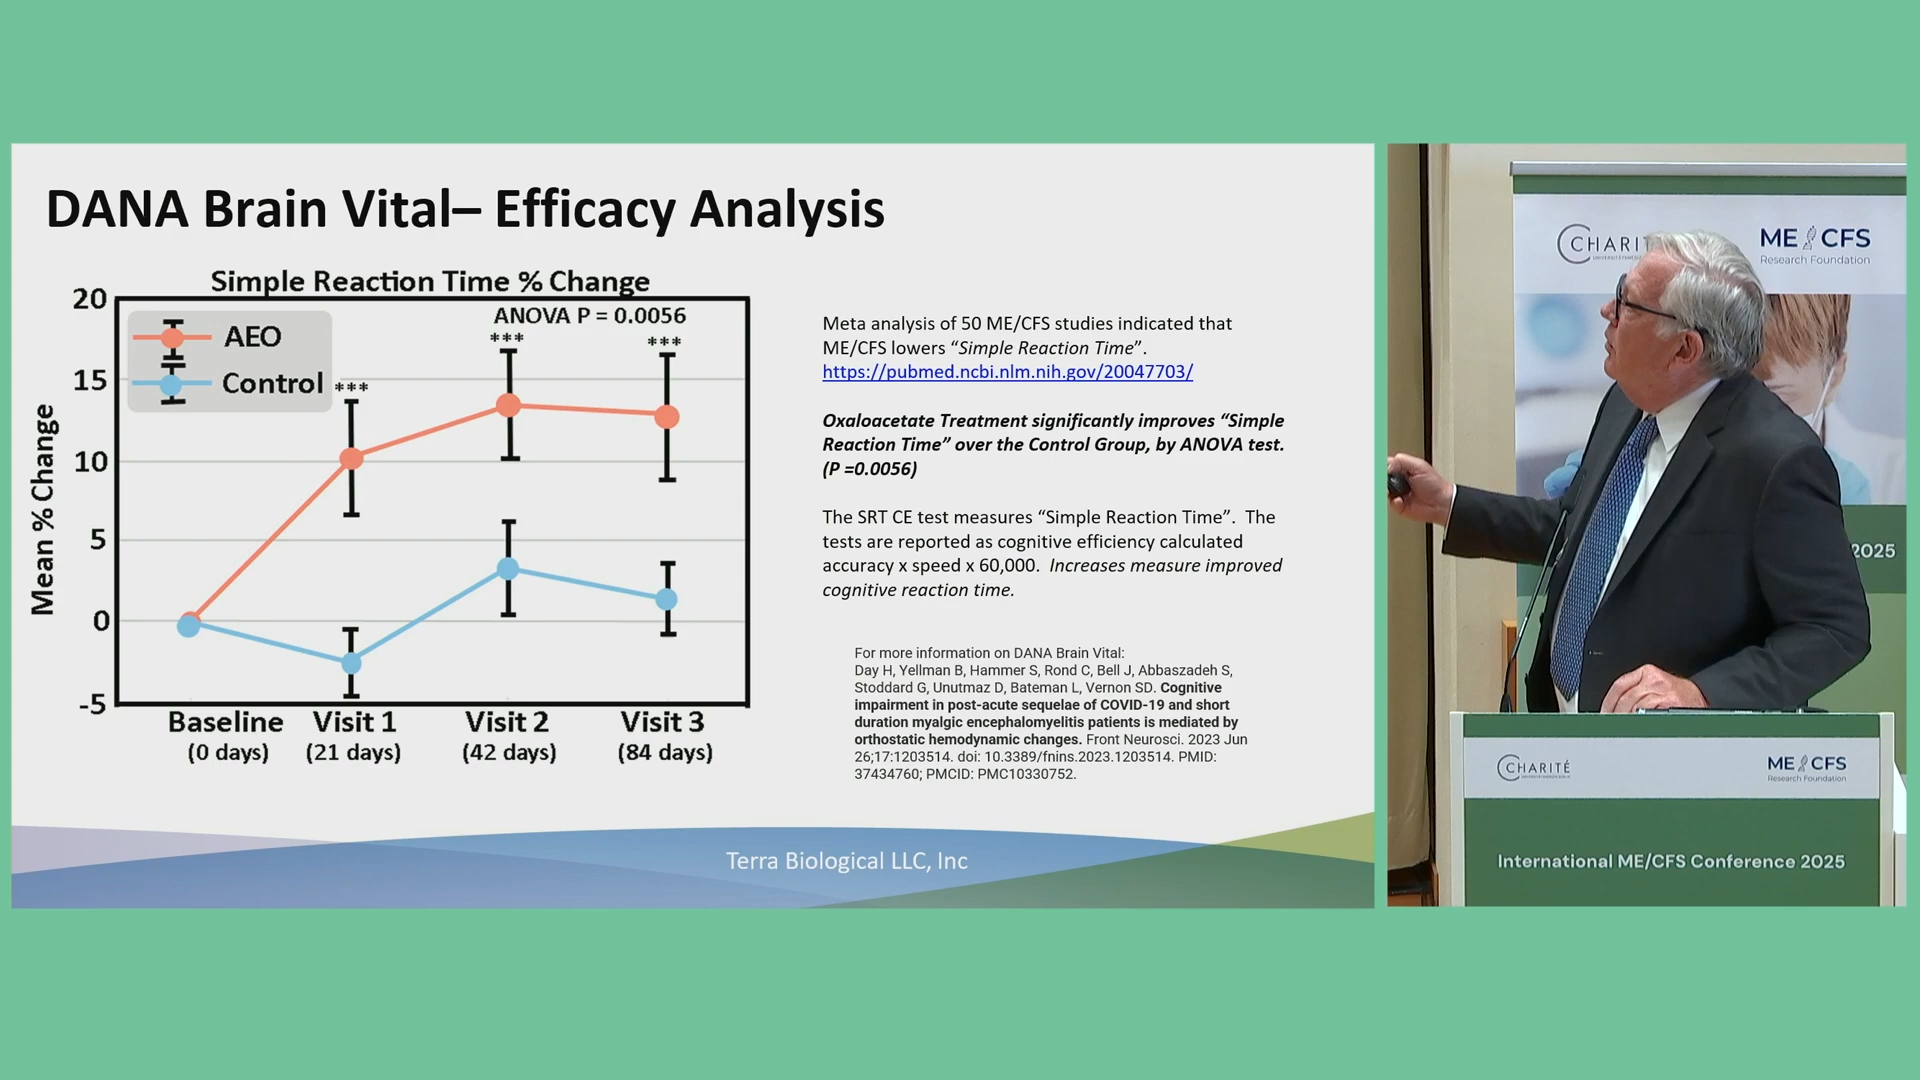 DANA Brain Vital– Efficacy Analysis
Simple Reaction Time % Change
20
15
10
5
0
-5
Mean % Change
AEO
Control
ANOVA P = 0.0056
***
***
***
Baseline
(0 days)
Visit 1
(21 days)
Visit 2
(42 days)
Visit 3
(84 days)
Meta analysis of 50 ME/CFS studies indicated that
ME/CFS lowers “Simple Reaction Time”.
https://pubmed.ncbi.nlm.nih.gov/20047703/
Oxaloacetate Treatment significantly improves “Simple
Reaction Time” over the Control Group, by ANOVA test.
(P =0.0056)
The SRT CE test measures “Simple Reaction Time”. The
tests are reported as cognitive efficiency calculated
accuracy x speed x 60,000. Increases measure improved
cognitive reaction time.
For more information on DANA Brain Vital:
Day H, Yellman B, Hammer S, Rond C, Bell J, Abbaszadeh S,
Stoddard G, Unutmaz D, Bateman L, Vernon SD. Cognitive
impairment in post-acute sequelae of COVID-19 and short
duration myalgic encephalomyelitis patients is mediated by
orthostatic hemodynamic changes. Front Neurosci. 2023 Jun
26;17:1203514. doi: 10.3389/fnins.2023.1203514. PMID:
37434760; PMCID: PMC10330752.
Terra Biological LLC, Inc
CHARIT
ME CFS
Research Foundation
2025
CHARITÉ
ME CFS
Research Foundation
International ME/CFS Conference 2025